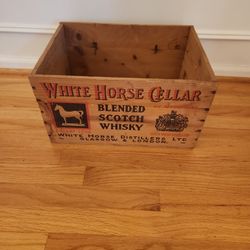 WHITE HORSE CELLAR
BLENDED
SCOTCH
WHISKY
WHITE HORSE DISTILLERS LTD
GLASGOW & LONDON.